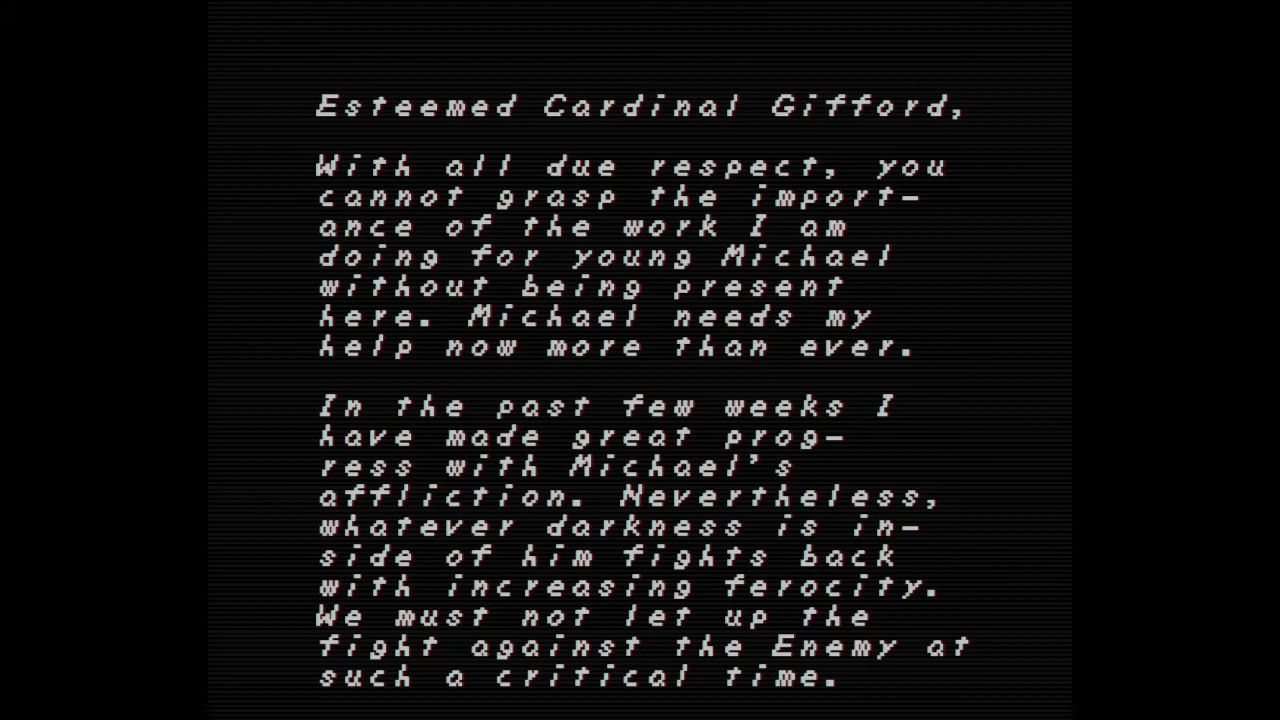 Esteemed Cardinal Gifford,
With all due respect, you
cannot grasp the import-
ance of the work I am
doing for young Michael
without being present
here. Michael needs my
help now more than ever.
In the past few weeks I
have made great prog-
ress with Michael's
affliction. Nevertheless,
whatever darkness is in-
side of him fights back
with increasing ferocity.
We must not let up the
fight against the Enemy at
such a critical time.